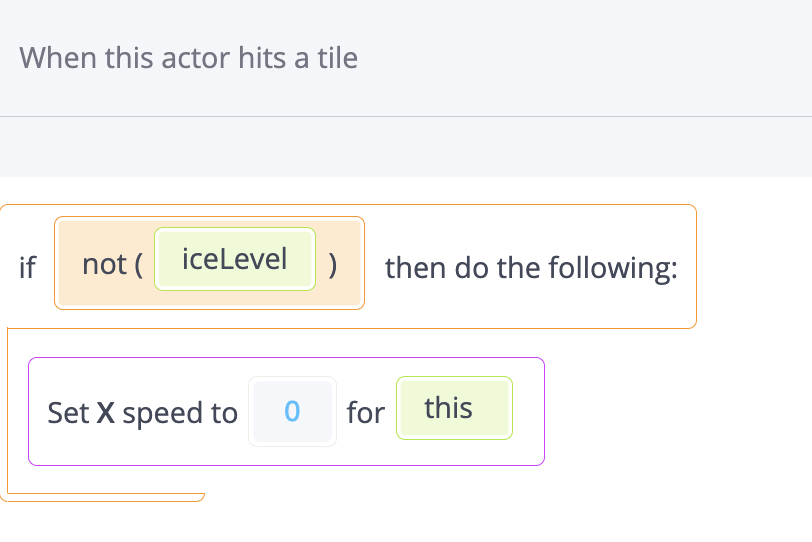 When this actor hits a tile
if not ( iceLevel ) then do the following:
Set X speed to 0 for this